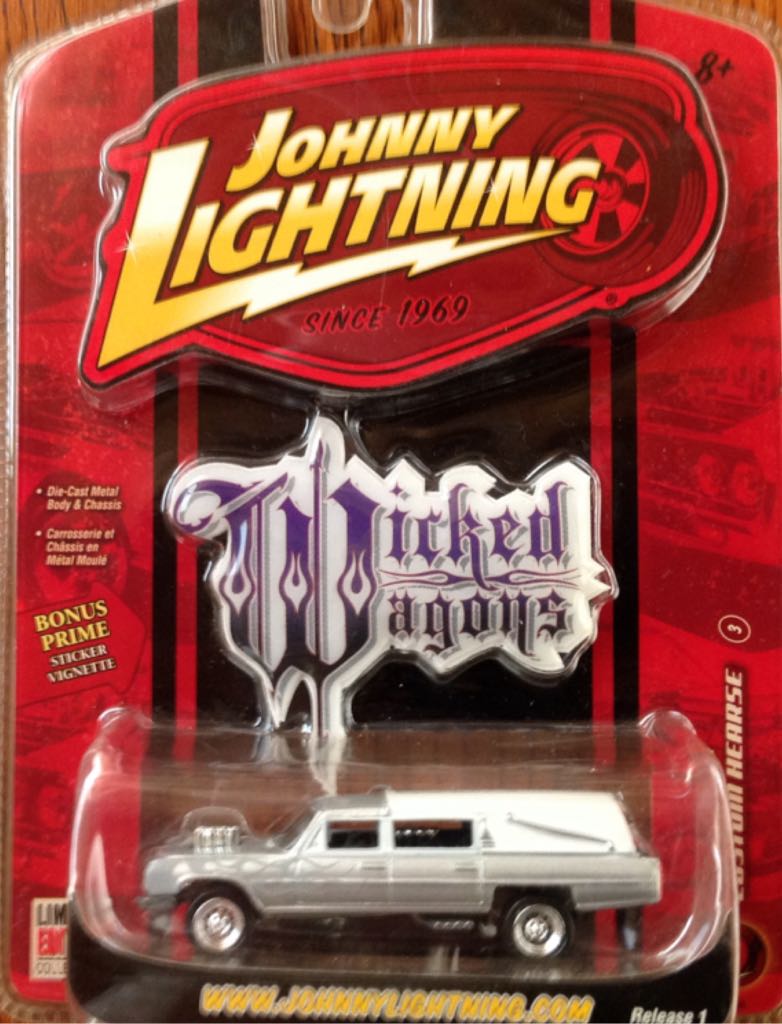 8+
JOHNNY
LIGHTNING
®
SINCE 1969
Wicked
Wagons
• Die-Cast Metal
Body & Chassis
• Carrosserie et
Châssis en
Métal Moulé
BONUS
PRIME
STICKER
VIGNETTE
3
CUSTOM HEARSE
WWW.JOHNNYLIGHTNING.COM
Release 1